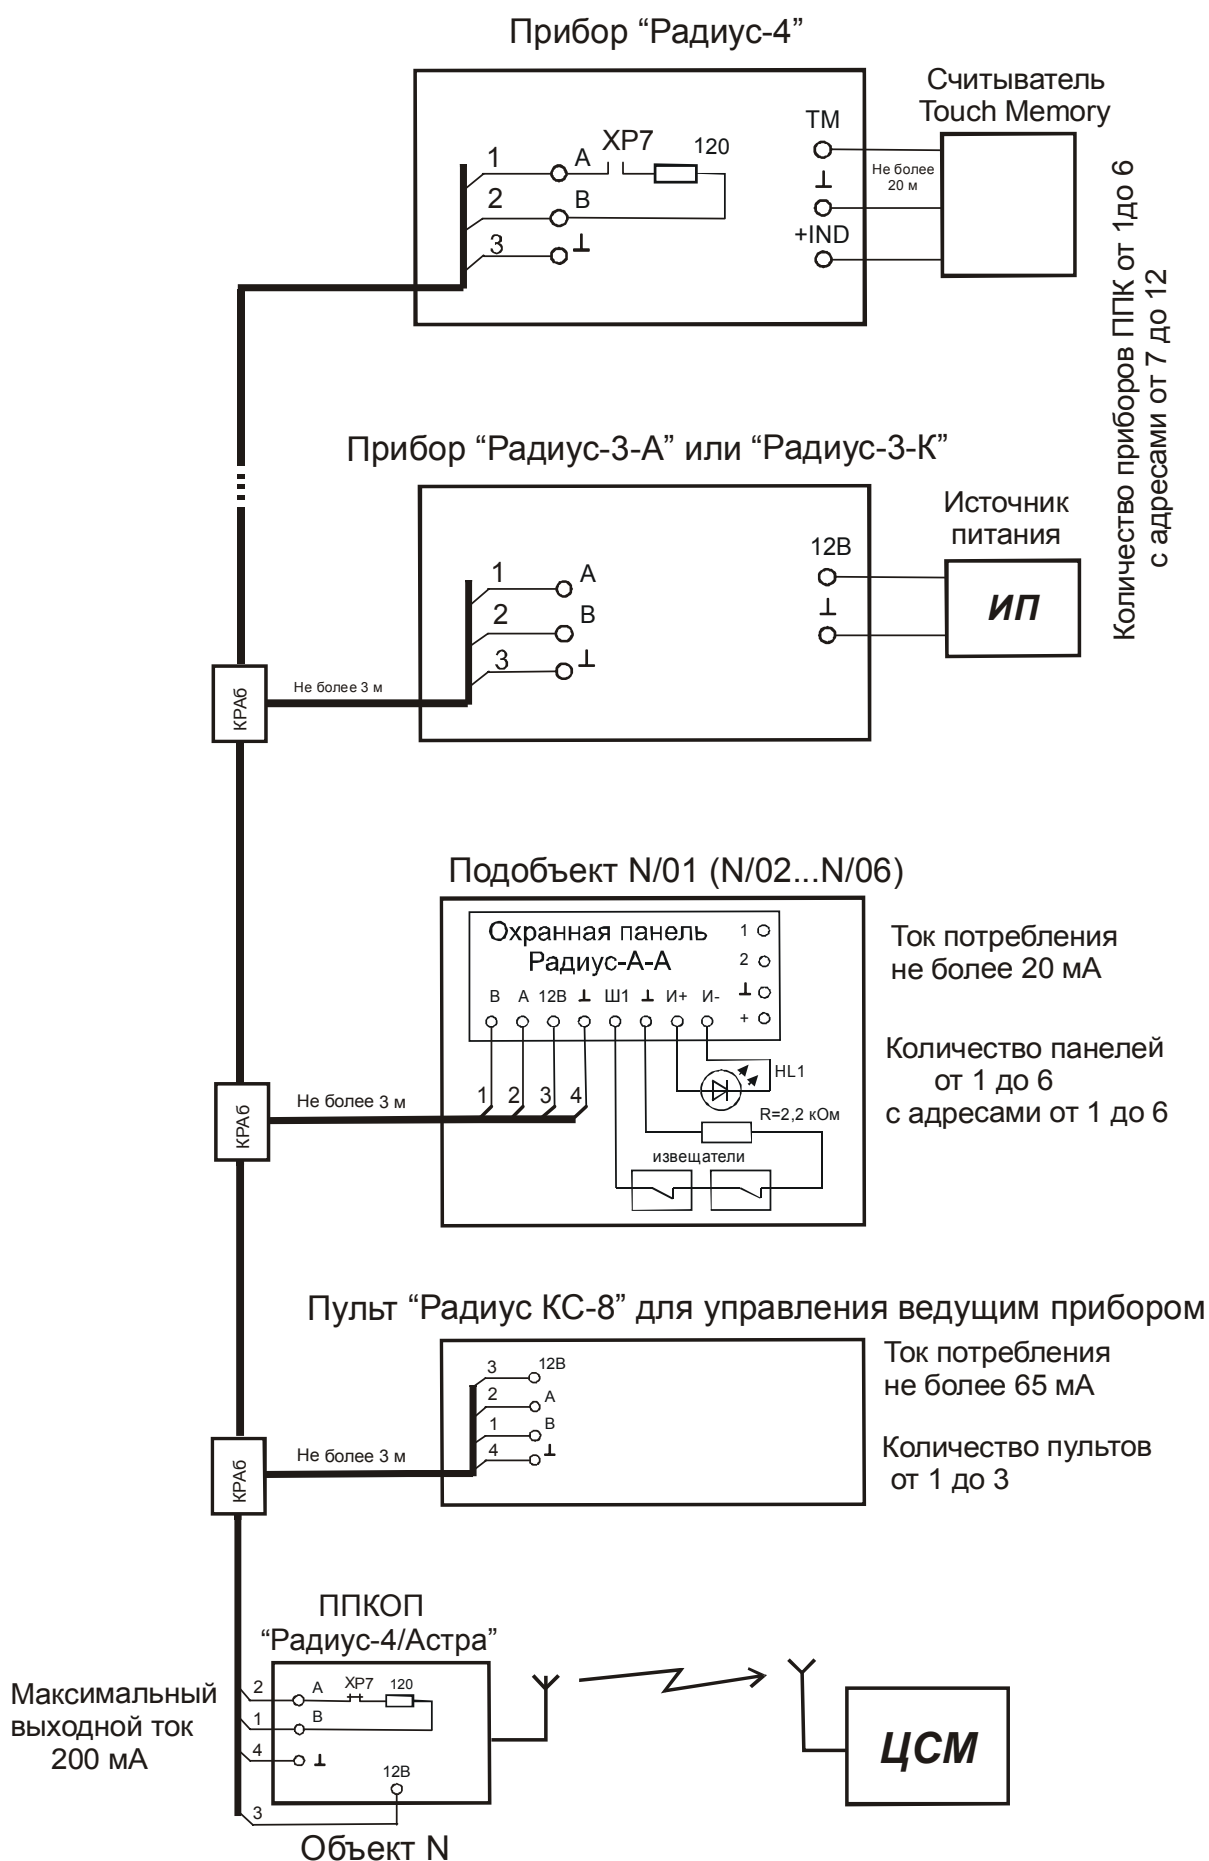 Прибор “Радиус-4”
Считыватель
Touch Memory
ТМ
XP7
120
1
А
Не более
20 м
⊥
2
В
+IND
3
⊥
Количество приборов ППК от 1до 6
с адресами от 7 до 12
Прибор “Радиус-3-А” или “Радиус-3-К”
Источник
питания
12В
1
А
ИП
⊥
2
В
3
⊥
КРАб
Не более 3 м
Подобъект N/01 (N/02...N/06)
Охранная панель
Радиус-А-А
1
2
⊥
+
В А 12В ⊥ Ш1 ⊥ И+ И-
Ток потребления
не более 20 мА
Количество панелей
от 1 до 6
с адресами от 1 до 6
HL1
1 2 3 4
КРАб
Не более 3 м
R=2,2 кОм
извещатели
Пульт “Радиус КС-8” для управления ведущим прибором
3
12В
2
А
1
В
4
⊥
Ток потребления
не более 65 мА
Количество пультов
от 1 до 3
КРАб
Не более 3 м
ППКОП
“Радиус-4/Астра”
2
А
XP7
120
1
В
4
⊥
12В
3
Максимальный
выходной ток
200 мА
ЦСМ
Объект N